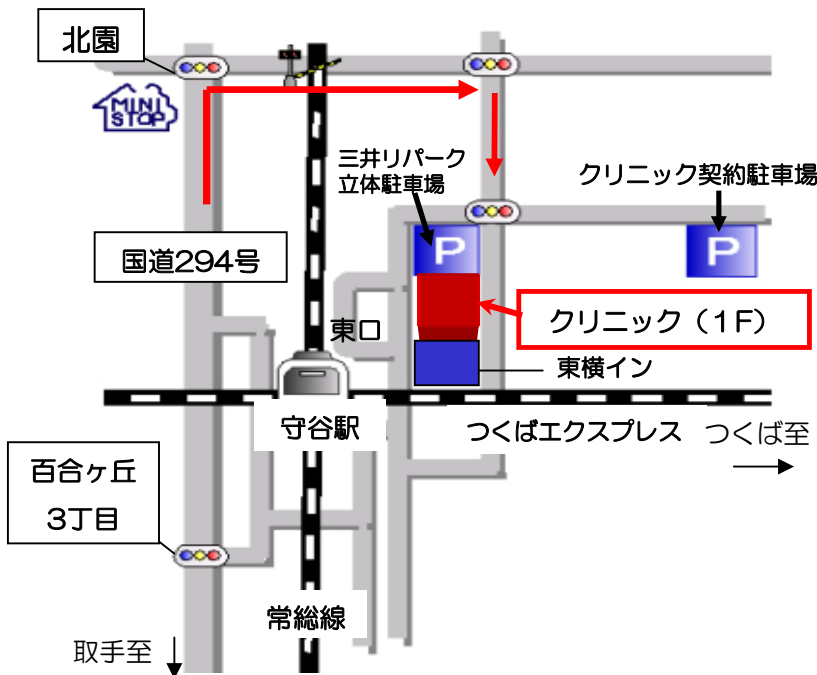 北園
MINI
STOP
三井リパーク
立体駐車場
クリニック契約駐車場
P
P
国道294号
クリニック（1F）
東口
東横イン
守谷駅
つくばエクスプレス
つくば至
百合ヶ丘
3丁目
常総線
取手至